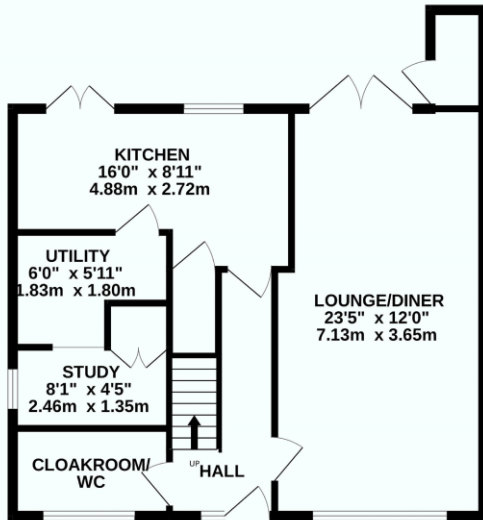 KITCHEN
16'0" x 8'11"
4.88m x 2.72m
UTILITY
6'0" x 5'11"
1.83m x 1.80m
LOUNGE/DINER
23'5" x 12'0"
7.13m x 3.65m
STUDY
8'1" x 4'5"
2.46m x 1.35m
CLOAKROOM/
WC
UP
HALL